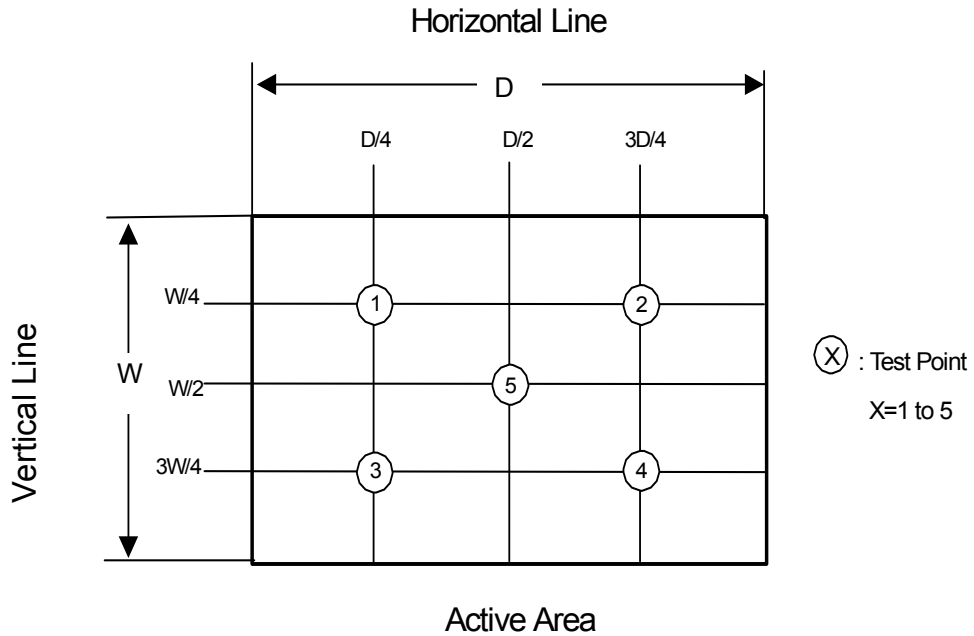 Horizontal Line
D
D/4 D/2 3D/4
W/4 1 2
Vertical Line
W
W/2 5
X : Test Point
X=1 to 5
3W/4 3 4
Active Area